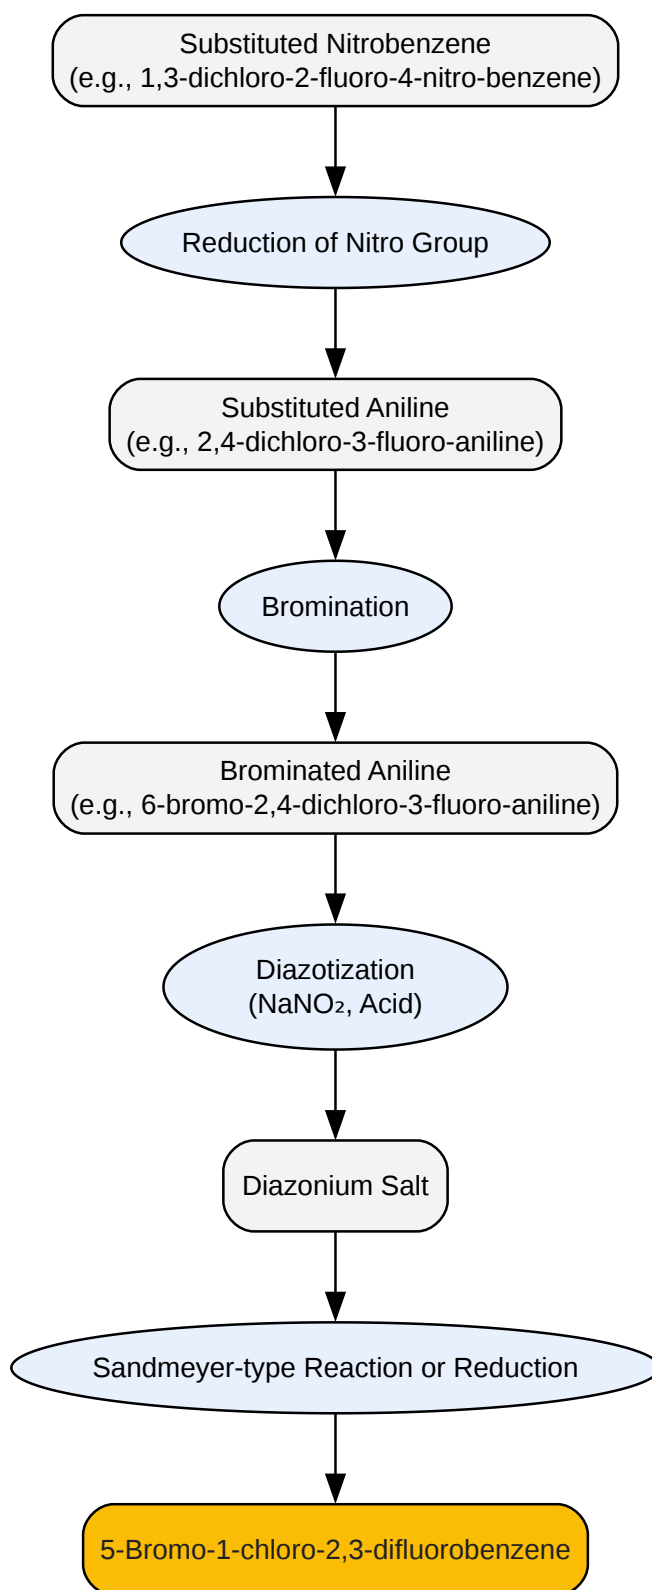 Substituted Nitrobenzene
(e.g., 1,3-dichloro-2-fluoro-4-nitro-benzene)
Reduction of Nitro Group
Substituted Aniline
(e.g., 2,4-dichloro-3-fluoro-aniline)
Bromination
Brominated Aniline
(e.g., 6-bromo-2,4-dichloro-3-fluoro-aniline)
Diazotization
(NaNO₂, Acid)
Diazonium Salt
Sandmeyer-type Reaction or Reduction
5-Bromo-1-chloro-2,3-difluorobenzene